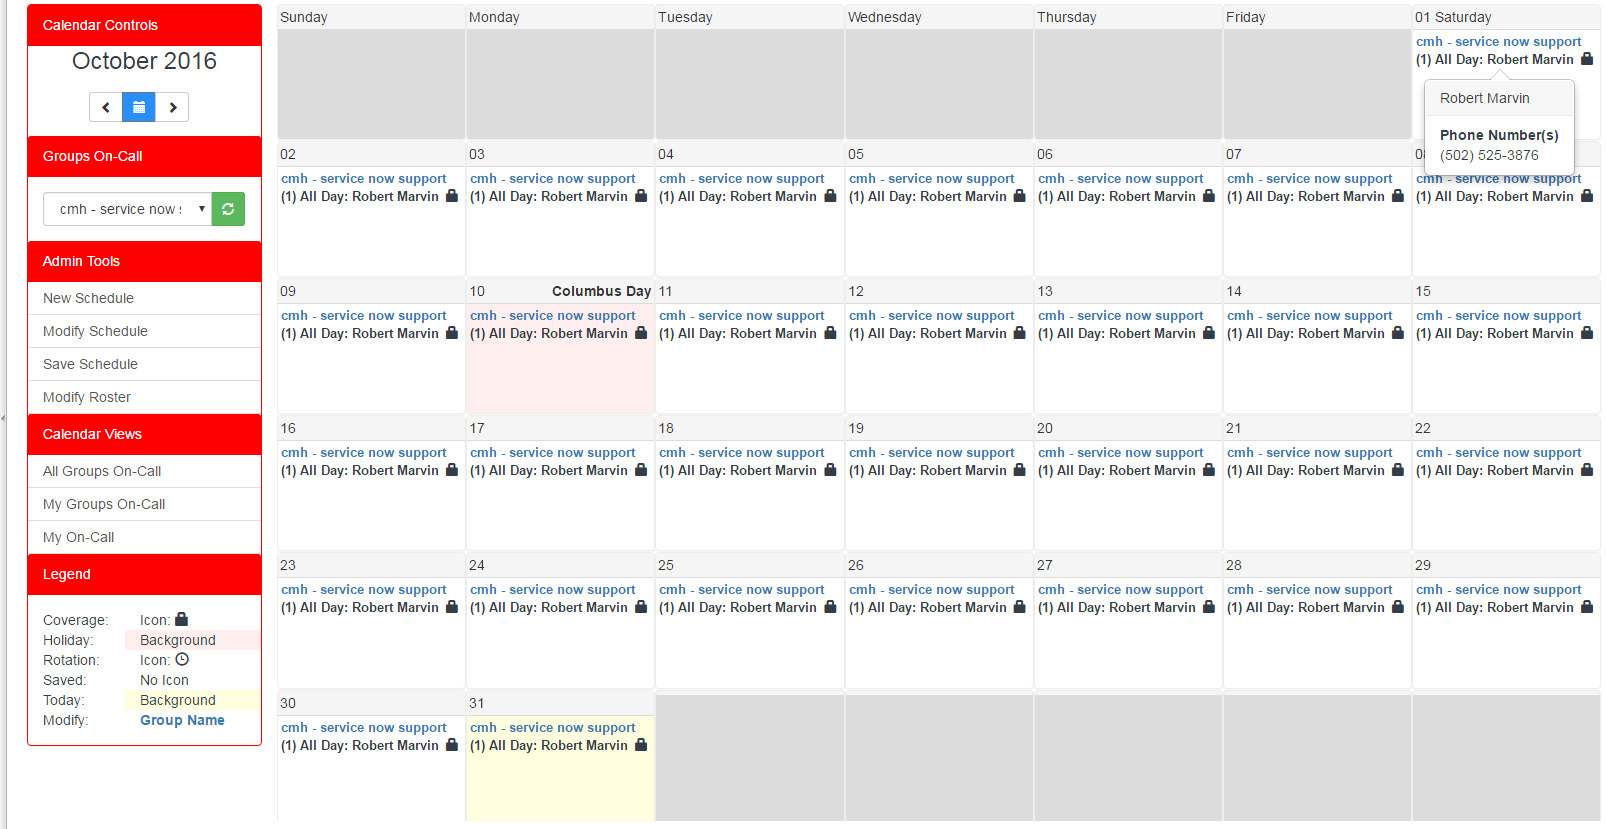 Calendar Controls
October 2016
Groups On-Call
cmh - service now
Admin Tools
New Schedule
Modify Schedule
Save Schedule
Modify Roster
Calendar Views
All Groups On-Call
My Groups On-Call
My On-Call
Legend
Coverage: Icon:
Holiday: Background
Rotation: Icon:
Saved: No Icon
Today: Background
Modify: Group Name
Sunday Monday Tuesday Wednesday Thursday Friday 01 Saturday
cmh - service now support
(1) All Day: Robert Marvin
Robert Marvin
Phone Number(s)
(502) 525-3876
02 03 04 05 06 07
cmh - service now support cmh - service now support cmh - service now support cmh - service now support cmh - service now support cmh - service now support cmh - service now support
(1) All Day: Robert Marvin (1) All Day: Robert Marvin (1) All Day: Robert Marvin (1) All Day: Robert Marvin (1) All Day: Robert Marvin (1) All Day: Robert Marvin (1) All Day: Robert Marvin
09 10 Columbus Day 11 12 13 14 15
cmh - service now support cmh - service now support cmh - service now support cmh - service now support cmh - service now support cmh - service now support cmh - service now support
(1) All Day: Robert Marvin (1) All Day: Robert Marvin (1) All Day: Robert Marvin (1) All Day: Robert Marvin (1) All Day: Robert Marvin (1) All Day: Robert Marvin (1) All Day: Robert Marvin
16 17 18 19 20 21 22
cmh - service now support cmh - service now support cmh - service now support cmh - service now support cmh - service now support cmh - service now support cmh - service now support
(1) All Day: Robert Marvin (1) All Day: Robert Marvin (1) All Day: Robert Marvin (1) All Day: Robert Marvin (1) All Day: Robert Marvin (1) All Day: Robert Marvin (1) All Day: Robert Marvin
23 24 25 26 27 28 29
cmh - service now support cmh - service now support cmh - service now support cmh - service now support cmh - service now support cmh - service now support cmh - service now support
(1) All Day: Robert Marvin (1) All Day: Robert Marvin (1) All Day: Robert Marvin (1) All Day: Robert Marvin (1) All Day: Robert Marvin (1) All Day: Robert Marvin (1) All Day: Robert Marvin
30 31
cmh - service now support cmh - service now support
(1) All Day: Robert Marvin (1) All Day: Robert Marvin